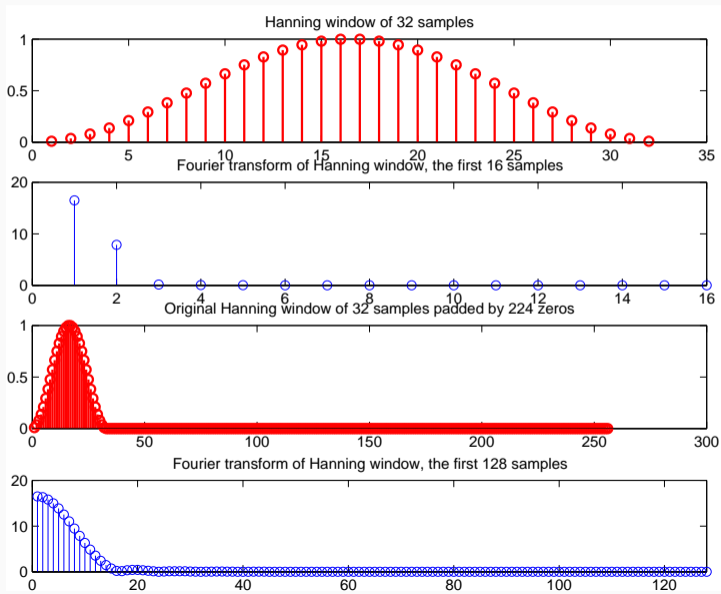 Hanning window of 32 samples
1
0.5
0
0 5 10 15 20 25 30 35
Fourier transform of Hanning window, the first 16 samples
20
10
0
0 2 4 6 8 10 12 14 16
Original Hanning window of 32 samples padded by 224 zeros
1
0.5
0
0 50 100 150 200 250 300
Fourier transform of Hanning window, the first 128 samples
20
10
0
0 20 40 60 80 100 120